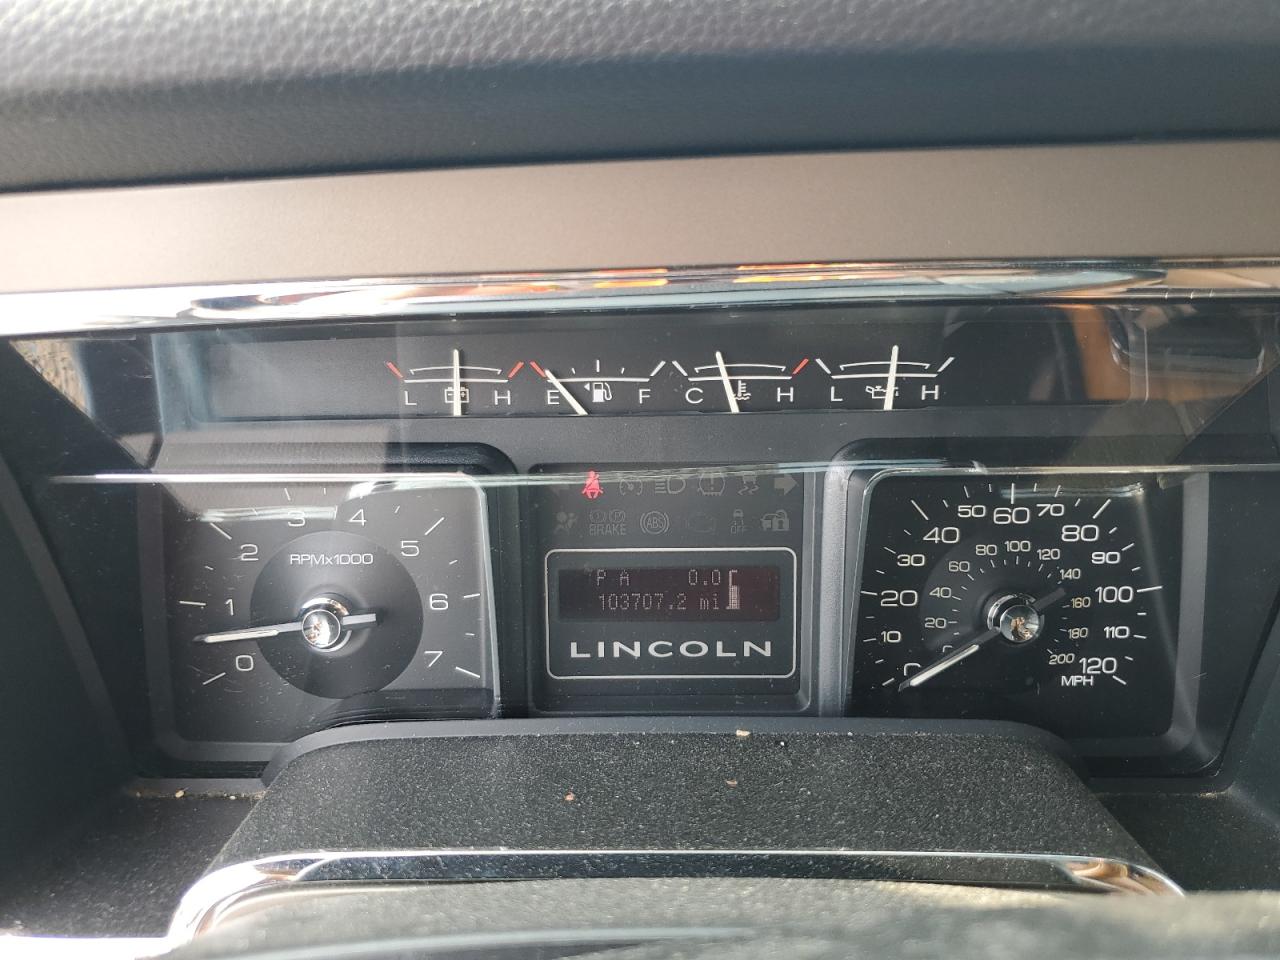 L H E F C H L H
RPMx1000
0 1 2 3 4 5 6 7
BRAKE
ABS
OFF
P A 0.0
103707.2 mi
LINCOLN
0 10 20 30 40 50 60 70 80 90 100 110 120
MPH
20 40 60 80 100 120 140 160 180 200